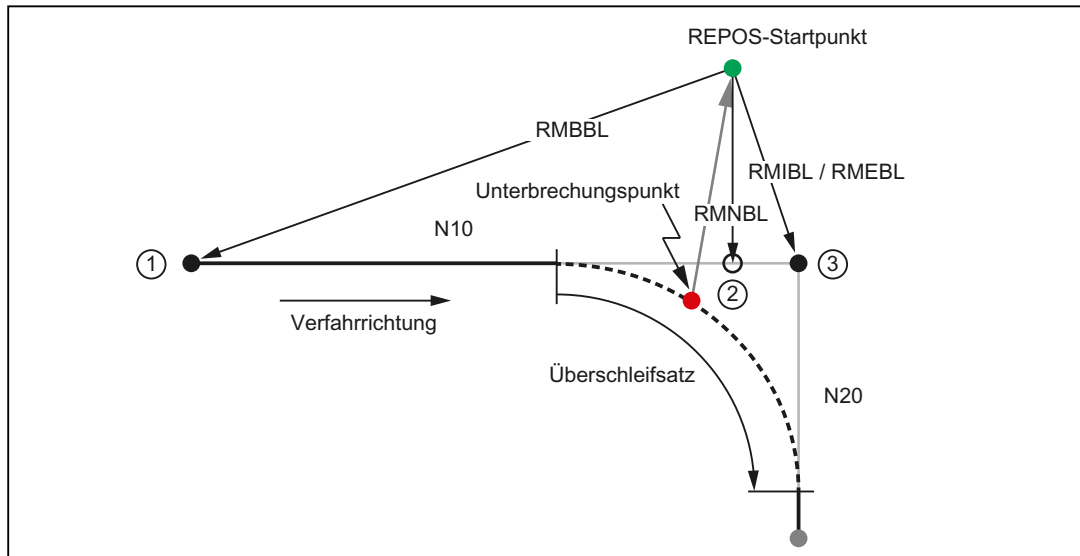 REPOS-Startpunkt
RMBBL
RMIBL / RMEBL
Unterbrechungspunkt
RMNBL
N10
1
3
2
Verfahrrichtung
Überschleifsatz
N20